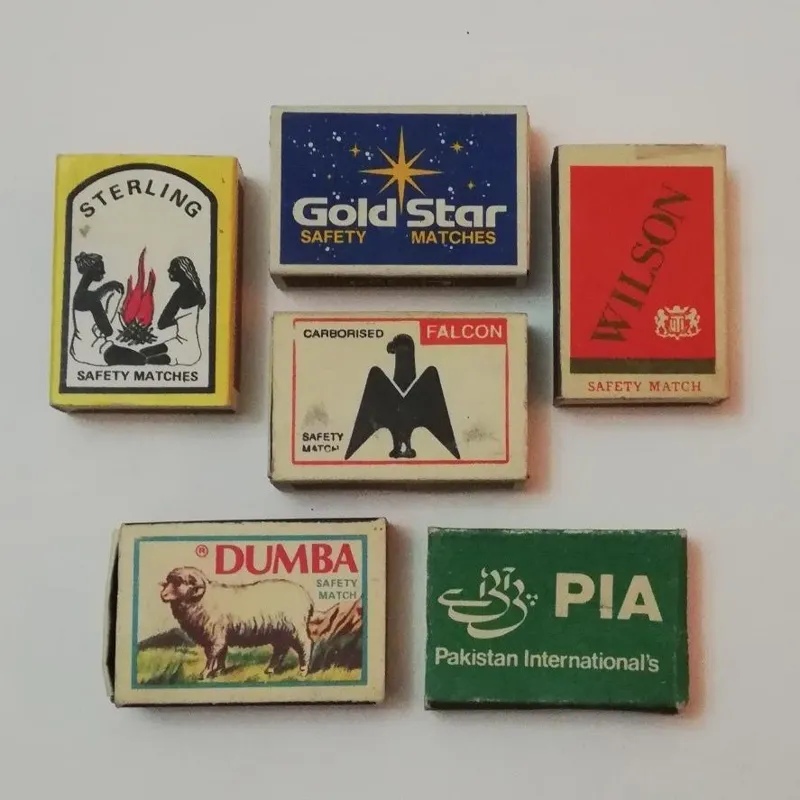 STERLING
SAFETY MATCHES
Gold Star
SAFETY MATCHES
WILSON
SAFETY MATCH
CARBORISED
FALCON
SAFETY
MATCH
® DUMBA
SAFETY
MATCH
PIA
Pakistan International's